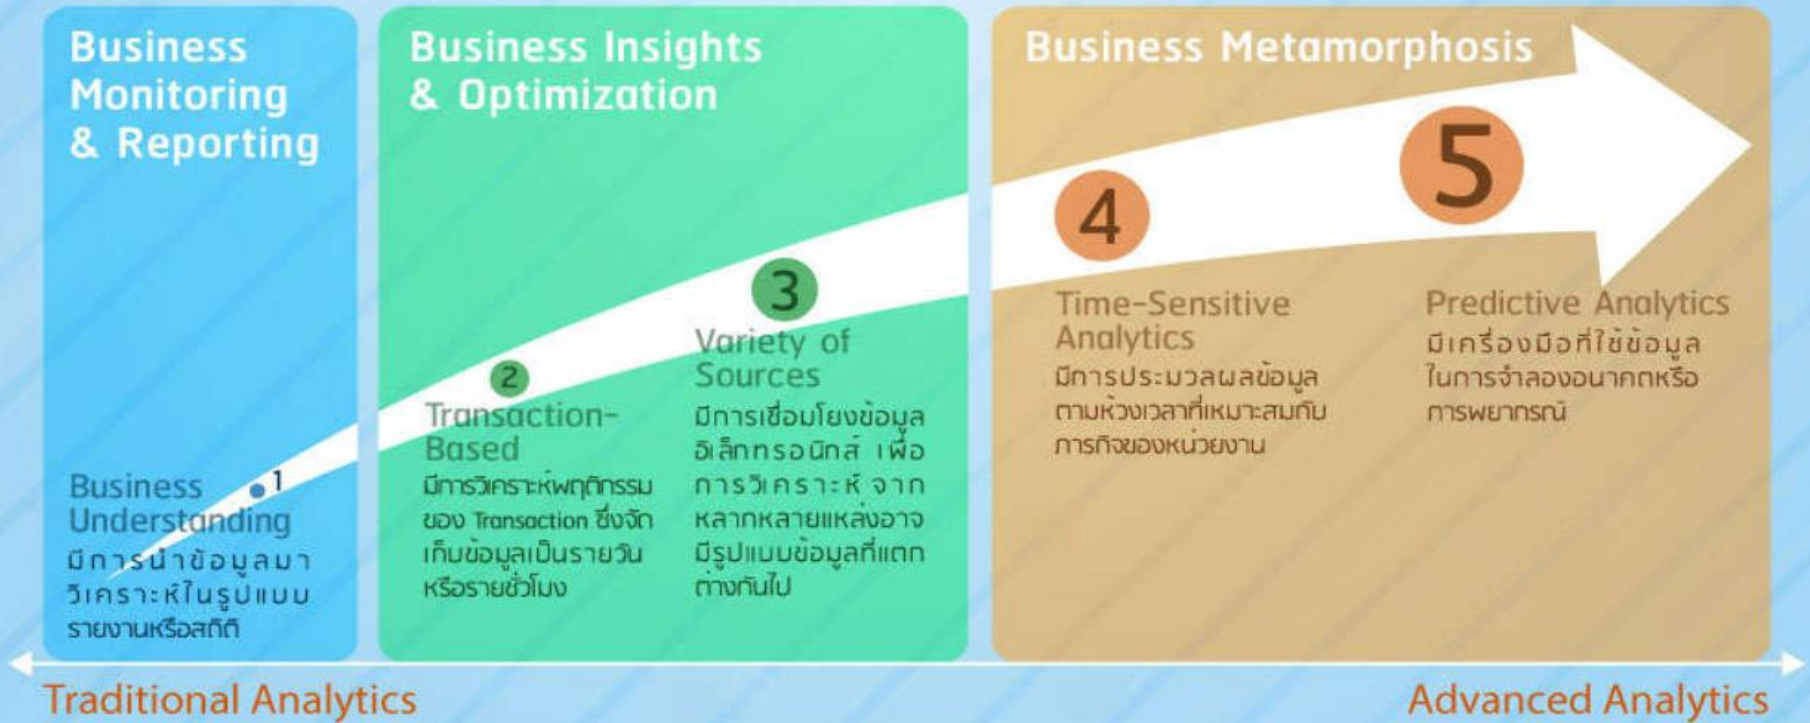 Business
Monitoring
& Reporting
1
Business
Understanding
มีการนำข้อมูลมา
วิเคราะห์ในรูปแบบ
รายงานหรือสถิติ
Business Insights
& Optimization
2
Transaction-
Based
มีการวิเคราะห์พฤติกรรม
ของ Transaction ซึ่งจัด
เก็บข้อมูลเป็นรายวัน
หรือรายชั่วโมง
3
Variety of
Sources
มีการเชื่อมโยงข้อมูล
อิเล็กทรอนิกส์ เพื่อ
การวิเคราะห์ จาก
หลากหลายแหล่งอาจ
มีรูปแบบข้อมูลที่แตก
ต่างกันไป
Business Metamorphosis
4
Time-Sensitive
Analytics
มีการประมวลผลข้อมูล
ตามห้วงเวลาที่เหมาะสมกับ
ภารกิจของหน่วยงาน
5
Predictive Analytics
มีเครื่องมือที่ใช้ข้อมูล
ในการจำลองอนาคตหรือ
การพยากรณ์
Traditional Analytics
Advanced Analytics